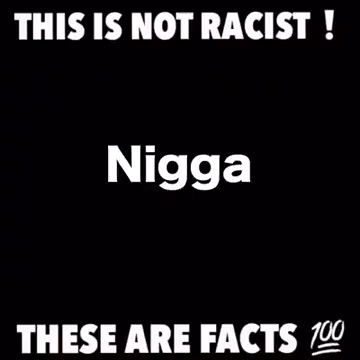 THIS IS NOT RACIST !
Nigga
THESE ARE FACTS 💯